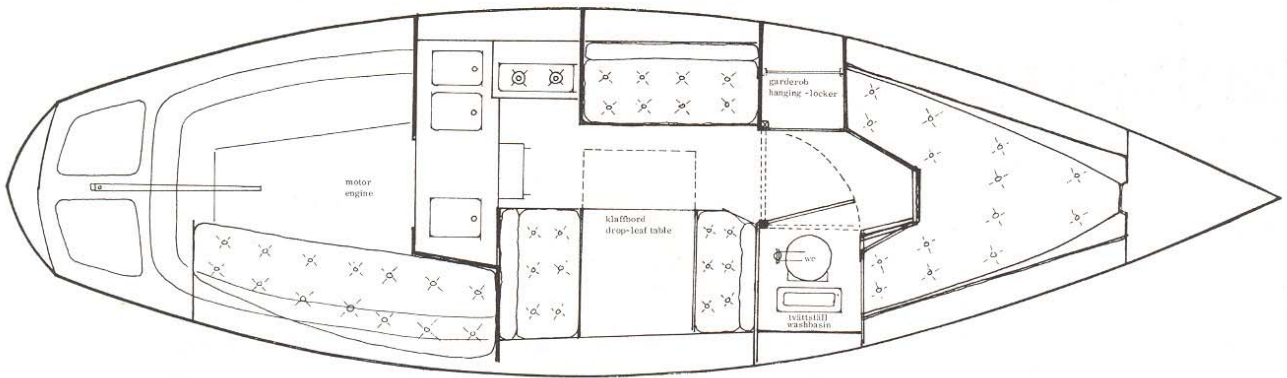 motor
engine
klaffbord
drop-leaf table
garderob
hanging -locker
wc
tvättställ
washbasin